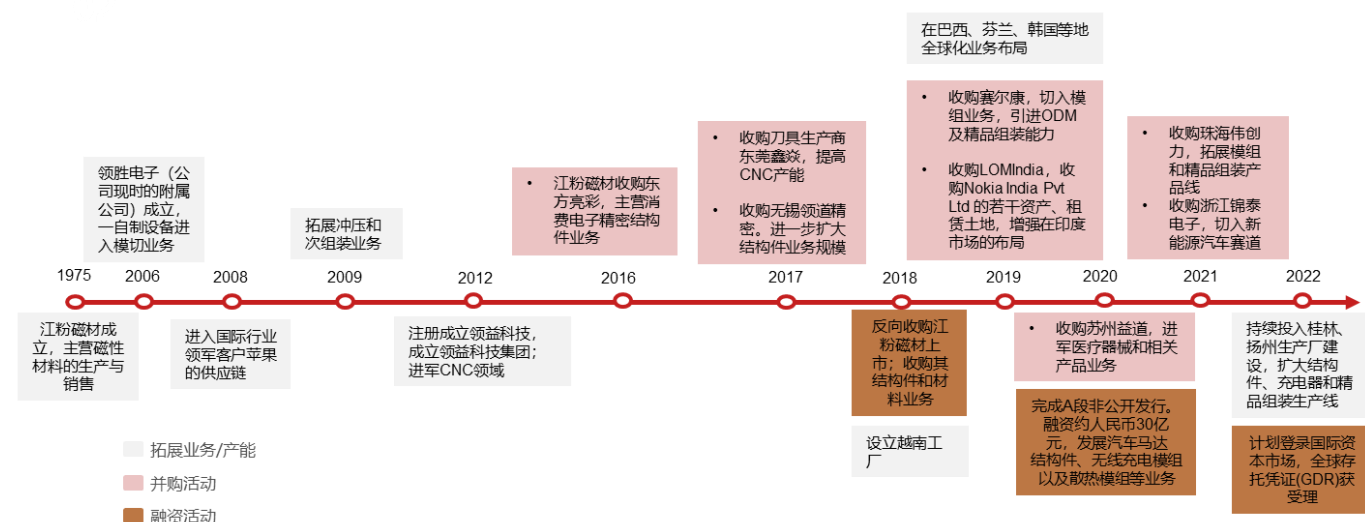 在巴西、芬兰、韩国等地
全球化业务布局
领胜电子（公
司现时的附属
公司）成立，
一自制设备进
入模切业务
拓展冲压和
次组装业务
• 江粉磁材收购东
方亮彩，主营消
费电子精密结构
件业务
• 收购刀具生产商
东莞鑫焱，提高
CNC产能
• 收购无锡领道精
密。进一步扩大
结构件业务规模
• 收购赛尔康，切入模
组业务，引进ODM
及精品组装能力
• 收购LOMIndia，收
购Nokia India Pvt
Ltd 的若干资产、租
赁土地，增强在印度
市场的布局
• 收购珠海伟创
力，拓展模组
和精品组装产
品线
• 收购浙江锦泰
电子，切入新
能源汽车赛道
1975 2006 2008 2009 2012 2016 2017 2018 2019 2020 2021 2022
江粉磁材成
立，主营磁性
材料的生产与
销售
进入国际行业
领军客户苹果
的供应链
注册成立领益科技，
成立领益科技集团；
进军CNC领域
反向收购江
粉磁材上
市；收购其
结构件和材
料业务
设立越南工
厂
• 收购苏州益道，进
军医疗器械和相关
产品业务
完成A段非公开发行。
融资约人民币30亿
元，发展汽车马达
结构件、无线充电模组
以及散热模组等业务
持续投入桂林、
扬州生产厂建
设，扩大结构
件、充电器和精
品组装生产线
计划登录国际资
本市场，全球存
托凭证(GDR)获
受理
拓展业务/产能
并购活动
融资活动